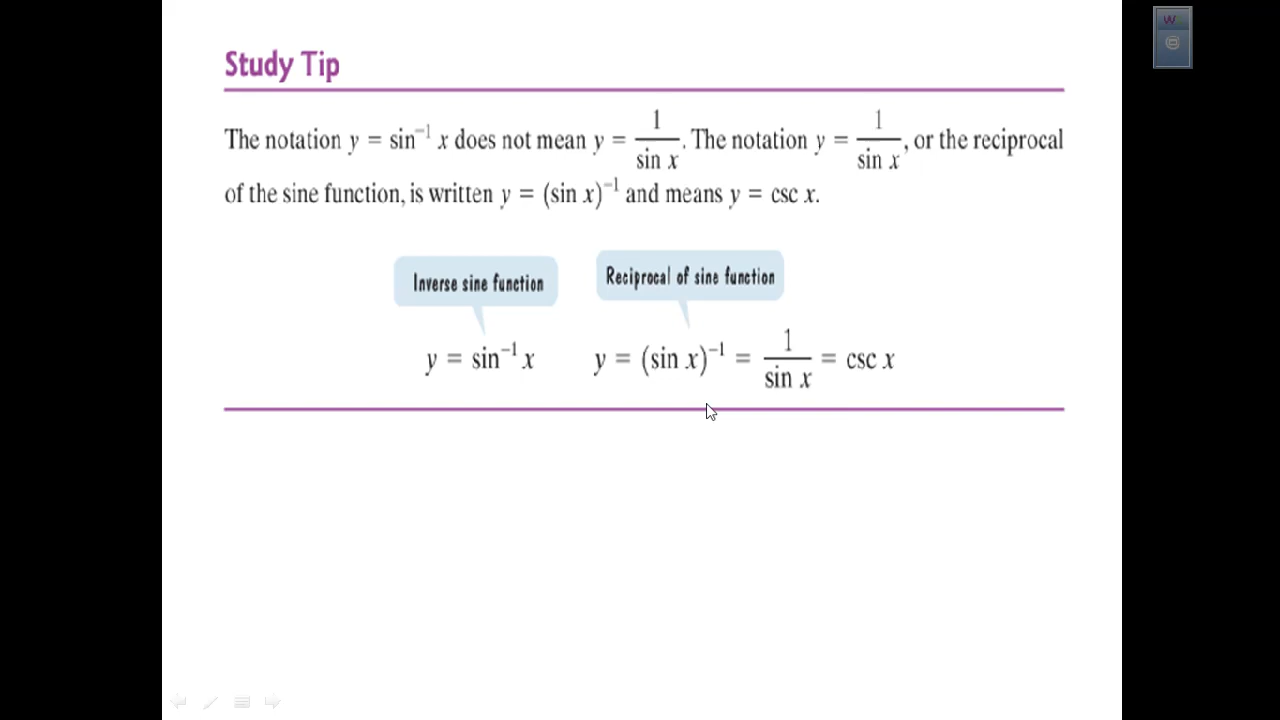 Study Tip
The notation y = sin⁻¹ x does not mean y = 1/sin x. The notation y = 1/sin x, or the reciprocal
of the sine function, is written y = (sin x)⁻¹ and means y = csc x.
Inverse sine function
Reciprocal of sine function
y = sin⁻¹ x
y = (sin x)⁻¹ = 1/sin x = csc x
W